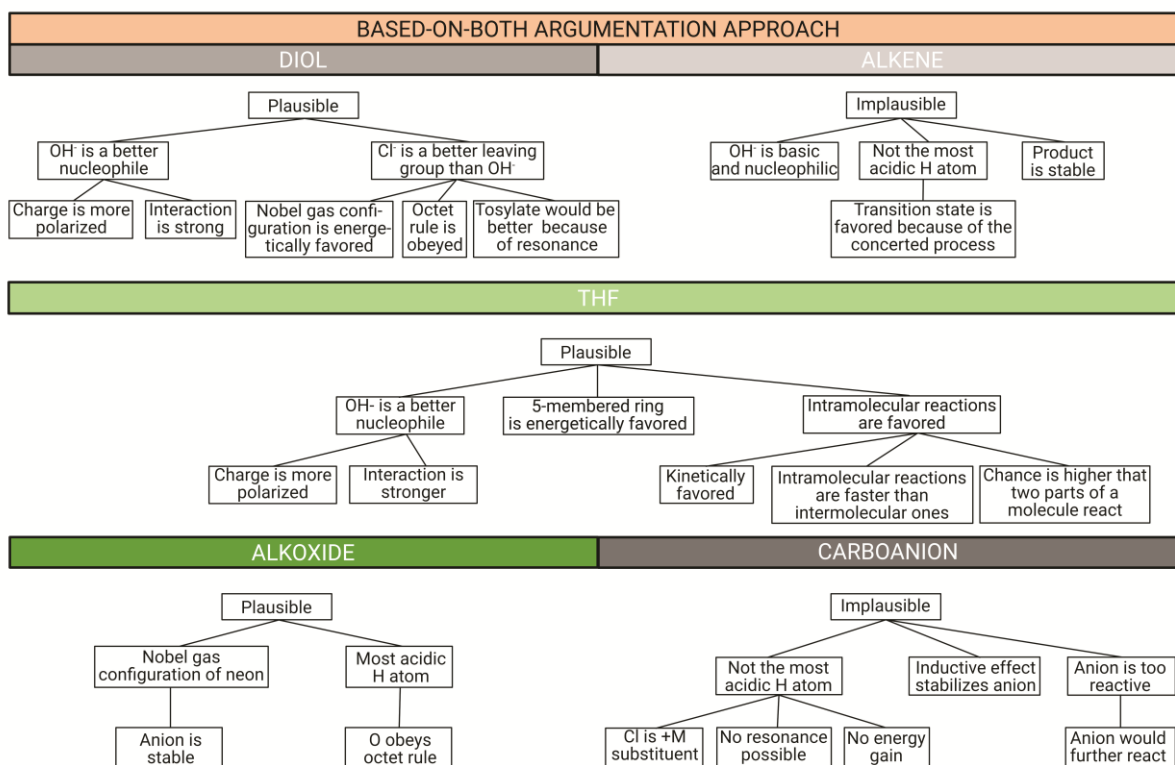 BASED-ON-BOTH ARGUMENTATION APPROACH
DIOL
ALKENE
Plausible
OH⁻ is a better
nucleophile
Cl⁻ is a better leaving
group than OH⁻
Charge is more
polarized
Interaction
is strong
Nobel gas confi-
guration is energe-
tically favored
Octet
rule is
obeyed
Tosylate would be
better because
of resonance
Implausible
OH⁻ is basic
and nucleophilic
Not the most
acidic H atom
Product
is stable
Transition state is
favored because of the
concerted process
THF
Plausible
OH- is a better
nucleophile
5-membered ring
is energetically favored
Intramolecular reactions
are favored
Charge is more
polarized
Interaction is
stronger
Kinetically
favored
Intramolecular reactions
are faster than
intermolecular ones
Chance is higher that
two parts of a
molecule react
ALKOXIDE
CARBOANION
Plausible
Nobel gas
configuration of neon
Most acidic
H atom
Anion is
stable
O obeys
octet rule
Implausible
Not the most
acidic H atom
Inductive effect
stabilizes anion
Anion is too
reactive
Cl is +M
substituent
No resonance
possible
No energy
gain
Anion would
further react